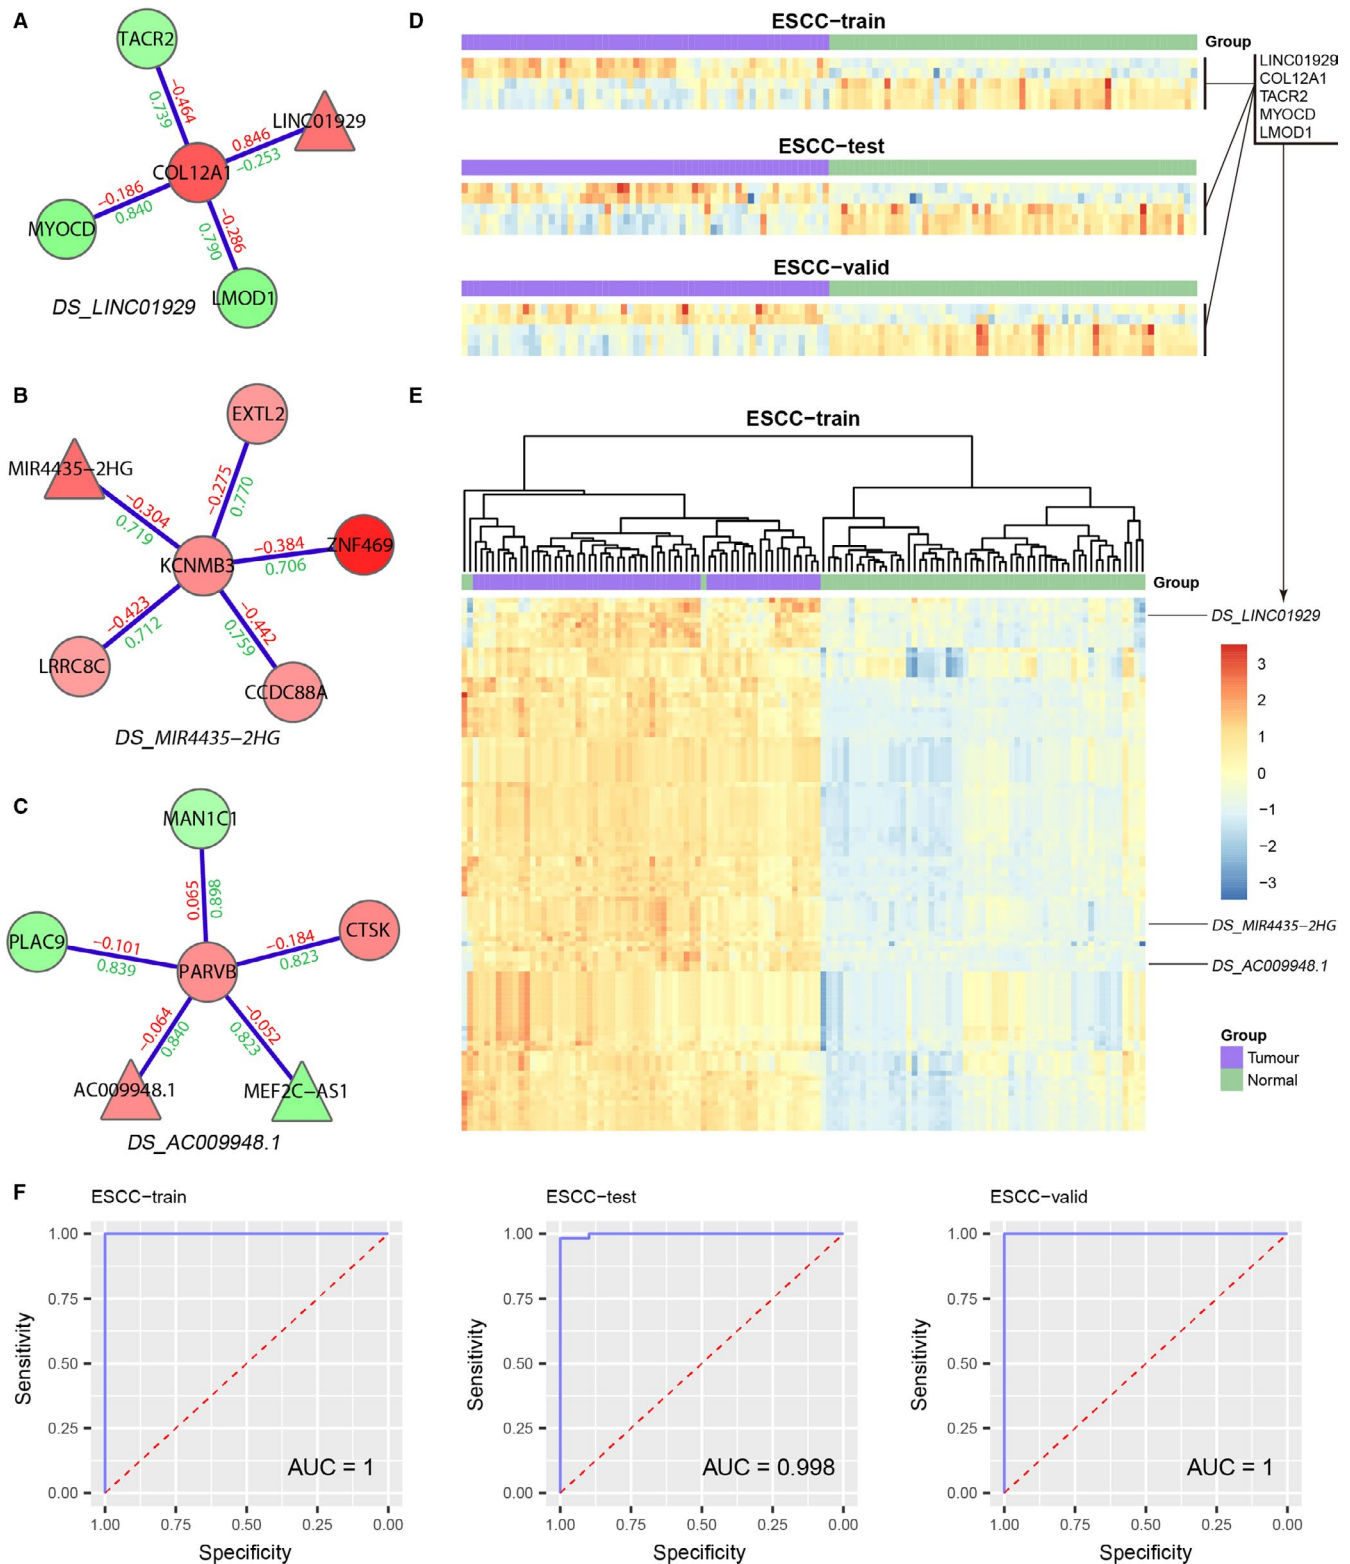 A
TACR2
−0.464
0.739
LINC01929
0.846
−0.253
COL12A1
−0.186
0.840
MYOCD
−0.286
0.790
LMOD1
DS_LINC01929
B
EXTL2
MIR4435−2HG
−0.275
0.770
−0.304
0.719
ZNF469
−0.384
0.706
KCNMB3
−0.423
0.712
−0.442
0.759
LRRC8C
CCDC88A
DS_MIR4435−2HG
C
MAN1C1
0.065
0.898
CTSK
PLAC9
−0.101
0.839
−0.184
0.823
PARVB
−0.064
0.840
−0.052
0.823
AC009948.1
MEF2C−AS1
DS_AC009948.1
D
ESCC−train
Group
LINC01929
COL12A1
TACR2
MYOCD
LMOD1
ESCC−test
ESCC−valid
E
ESCC−train
Group
DS_LINC01929
3
2
1
0
−1
−2
−3
DS_MIR4435−2HG
DS_AC009948.1
Group
Tumour
Normal
F
ESCC−train
Sensitivity
1.00
0.75
0.50
0.25
0.00
AUC = 1
1.00 0.75 0.50 0.25 0.00
Specificity
ESCC−test
Sensitivity
1.00
0.75
0.50
0.25
0.00
AUC = 0.998
1.00 0.75 0.50 0.25 0.00
Specificity
ESCC−valid
Sensitivity
1.00
0.75
0.50
0.25
0.00
AUC = 1
1.00 0.75 0.50 0.25 0.00
Specificity